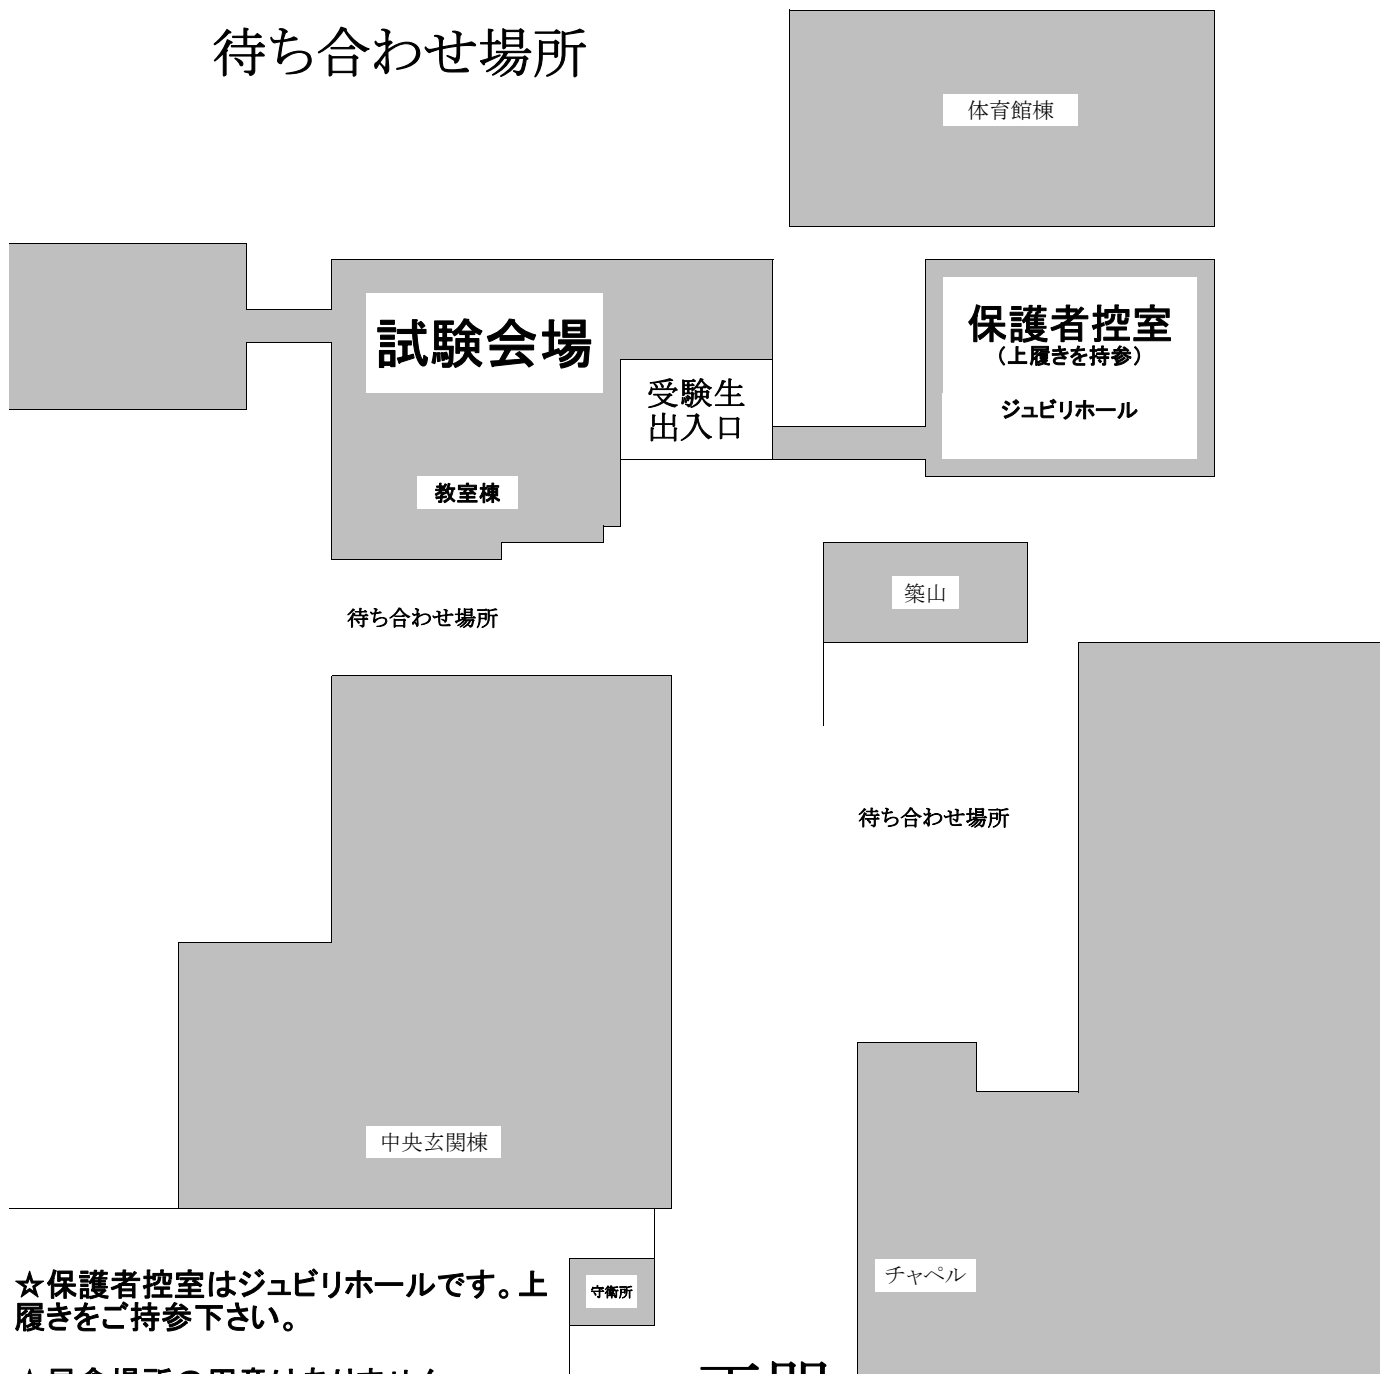 待ち合わせ場所
体育館棟
試験会場
保護者控室
（上履きを持参）
受験生
出入口
ジュビリホール
教室棟
築山
待ち合わせ場所
待ち合わせ場所
中央玄関棟
チャペル
守衛所
☆保護者控室はジュビリホールです。上
履きをご持参下さい。